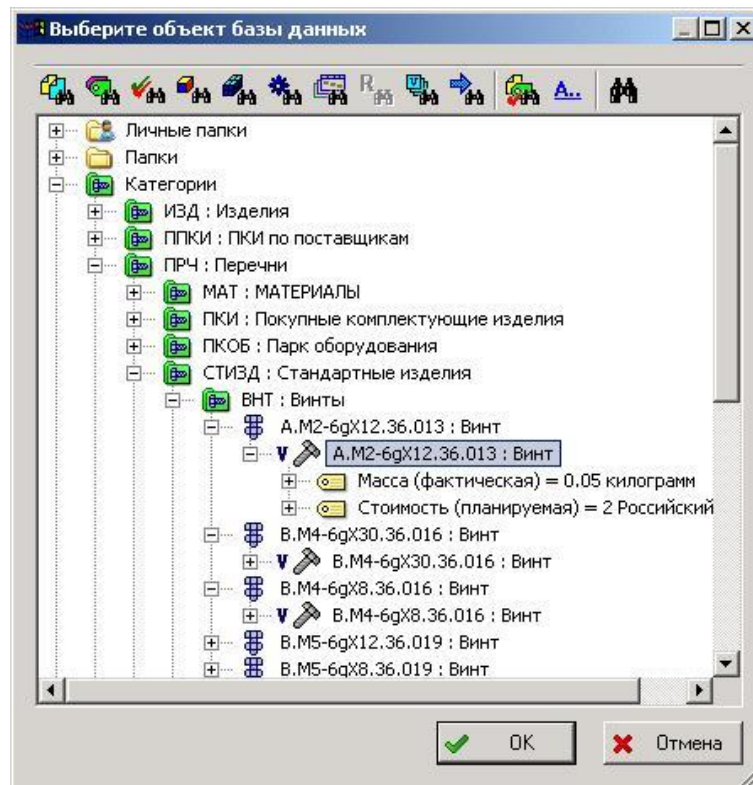 Выберите объект базы данных
R
A..
Личные папки
Папки
Категории
ИЗД : Изделия
ППКИ : ПКИ по поставщикам
ПРЧ : Перечни
МАТ : МАТЕРИАЛЫ
ПКИ : Покупные комплектующие изделия
ПКОБ : Парк оборудования
СТИЗД : Стандартные изделия
ВНТ : Винты
А.М2-6gX12.36.013 : Винт
V А.М2-6gX12.36.013 : Винт
Масса (фактическая) = 0.05 килограмм
Стоимость (планируемая) = 2 Российский
В.М4-6gX30.36.016 : Винт
V В.М4-6gX30.36.016 : Винт
В.М4-6gX8.36.016 : Винт
V В.М4-6gX8.36.016 : Винт
В.М5-6gX12.36.019 : Винт
В.М5-6gX8.36.019 : Винт
OK Отмена